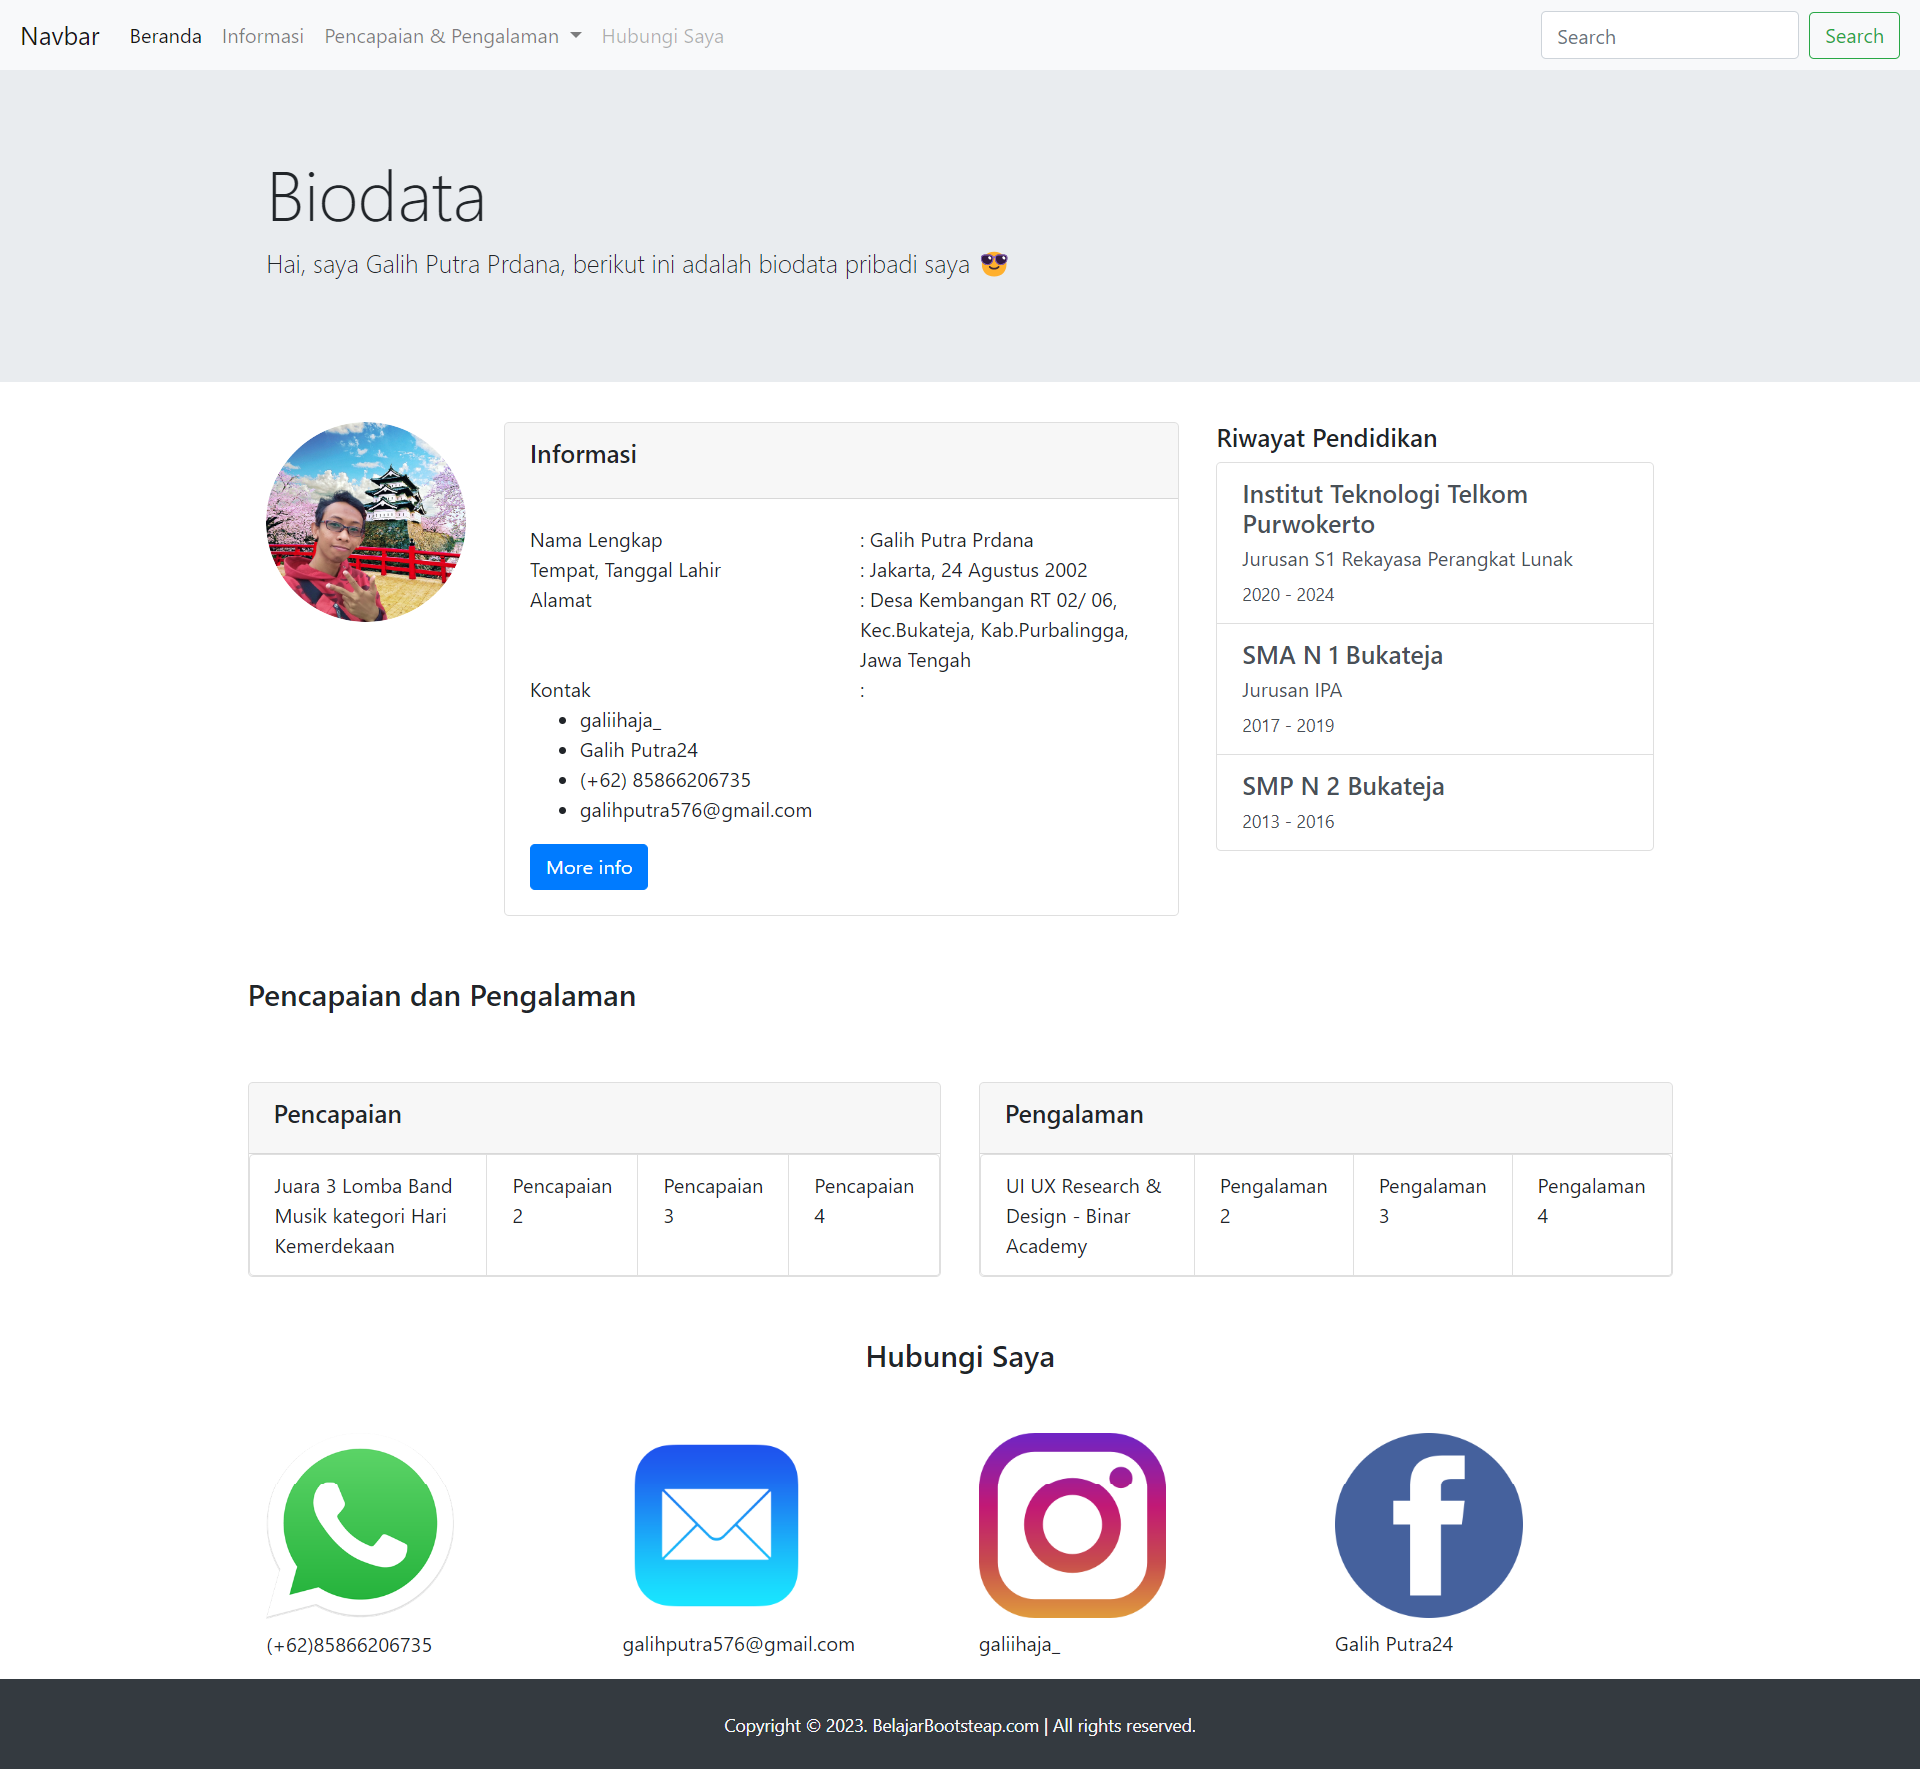 Navbar
Beranda
Informasi
Pencapaian & Pengalaman
Hubungi Saya
Search
Search
Biodata
Hai, saya Galih Putra Prdana, berikut ini adalah biodata pribadi saya 😎
Informasi
Nama Lengkap : Galih Putra Prdana
Tempat, Tanggal Lahir : Jakarta, 24 Agustus 2002
Alamat : Desa Kembangan RT 02/ 06,
Kec.Bukateja, Kab.Purbalingga,
Jawa Tengah
Kontak :
• galiihaja_
• Galih Putra24
• (+62) 85866206735
• galihputra576@gmail.com
More info
Riwayat Pendidikan
Institut Teknologi Telkom
Purwokerto
Jurusan S1 Rekayasa Perangkat Lunak
2020 - 2024
SMA N 1 Bukateja
Jurusan IPA
2017 - 2019
SMP N 2 Bukateja
2013 - 2016
Pencapaian dan Pengalaman
Pencapaian
Juara 3 Lomba Band
Musik kategori Hari
Kemerdekaan
Pencapaian
2
Pencapaian
3
Pencapaian
4
Pengalaman
UI UX Research &
Design - Binar
Academy
Pengalaman
2
Pengalaman
3
Pengalaman
4
Hubungi Saya
(+62)85866206735
galihputra576@gmail.com
galiihaja_
Galih Putra24
Copyright © 2023. BelajarBootsteap.com | All rights reserved.